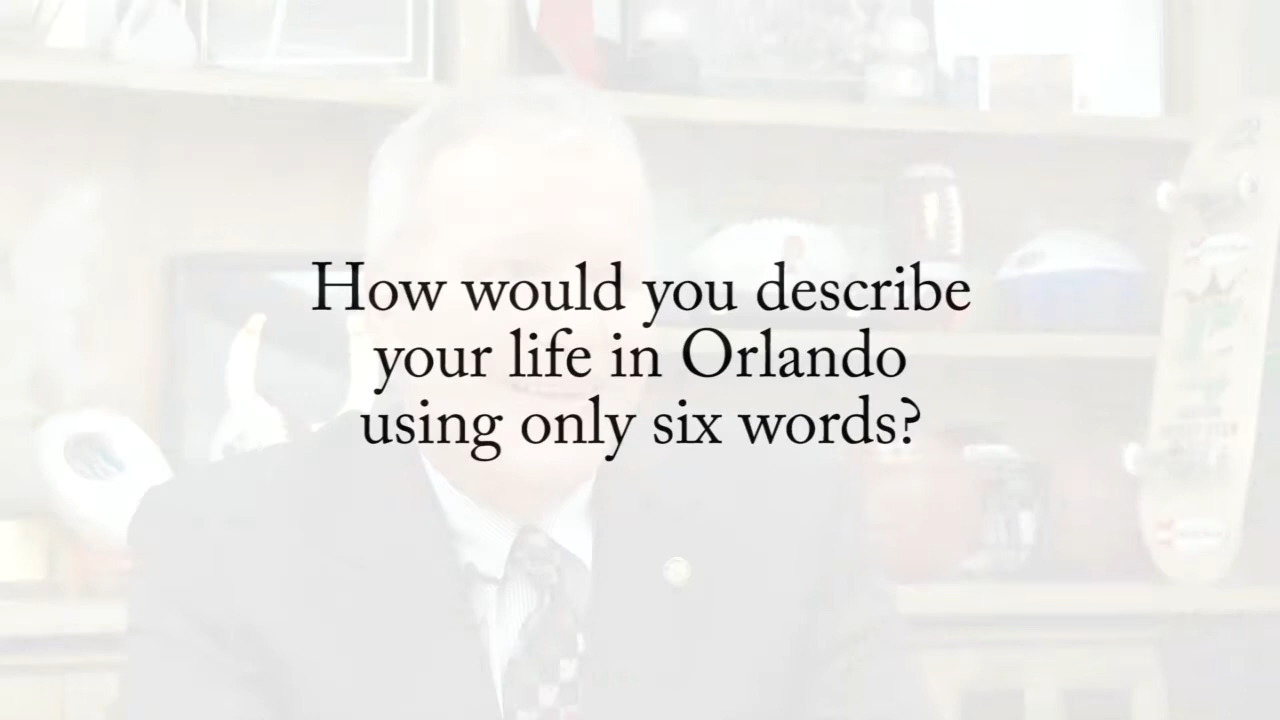 How would you describe
your life in Orlando
using only six words?